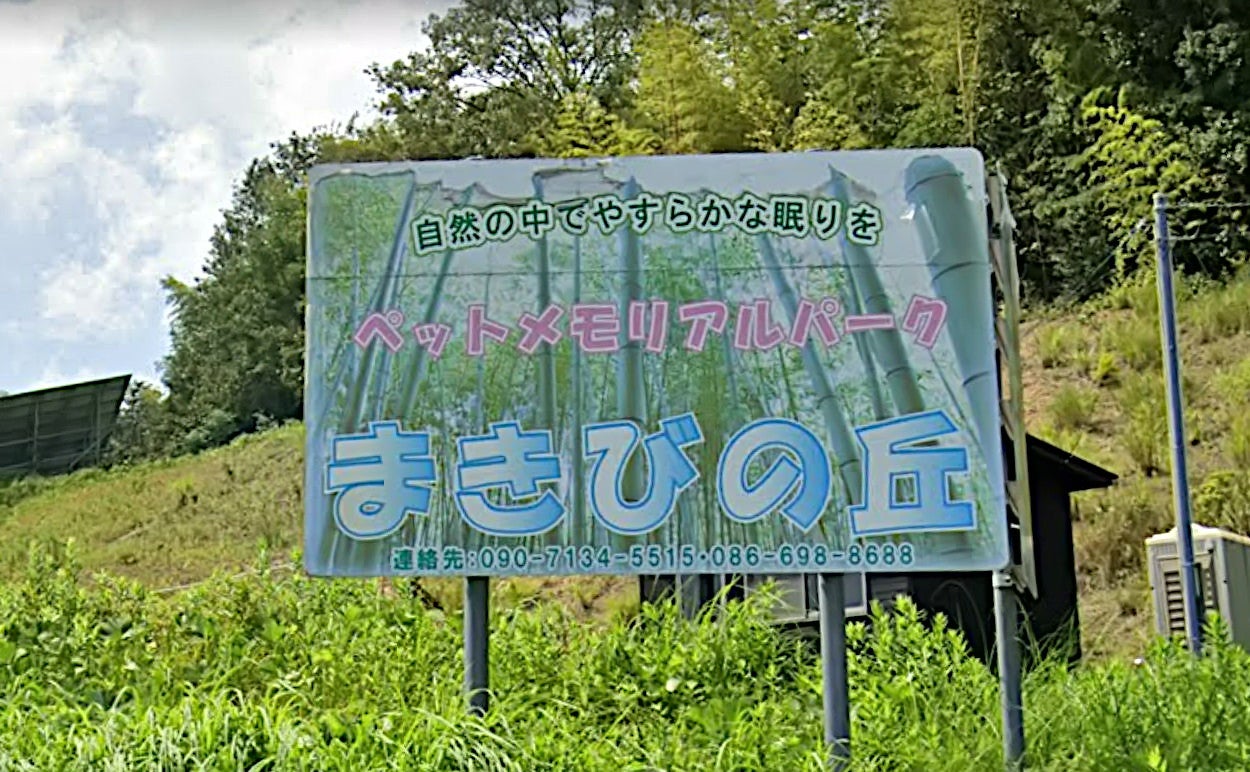 自然の中でやすらかな眠りを
ペットメモリアルパーク
まきびの丘
連絡先:090-7134-5515・086-698-8688